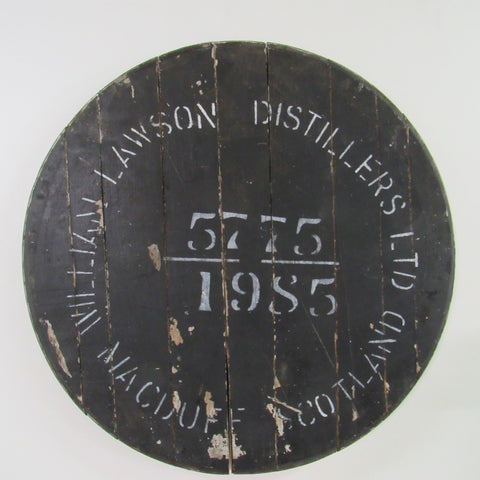 WILLIAM LAWSON DISTILLERS LTD
5775
1985
MACDUFF SCOTLAND